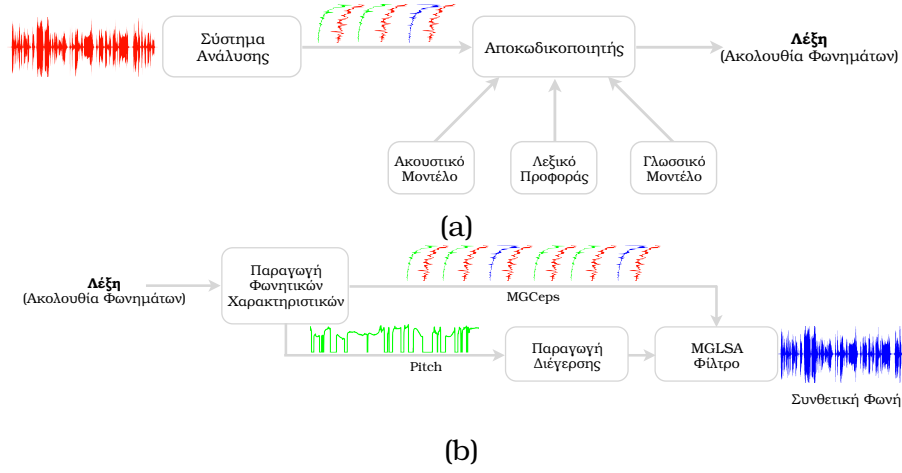 Σύστημα
Ανάλυσης
Αποκωδικοποιητής
Λέξη
(Ακολουθία Φωνημάτων)
Ακουστικό
Μοντέλο
Λεξικό
Προφοράς
Γλωσσικό
Μοντέλο
(a)
Λέξη
(Ακολουθία Φωνημάτων)
Παραγωγή
Φωνητικών
Χαρακτηριστικών
MGCeps
Pitch
Παραγωγή
Διέγερσης
MGLSA
Φίλτρο
Συνθετική Φωνή
(b)